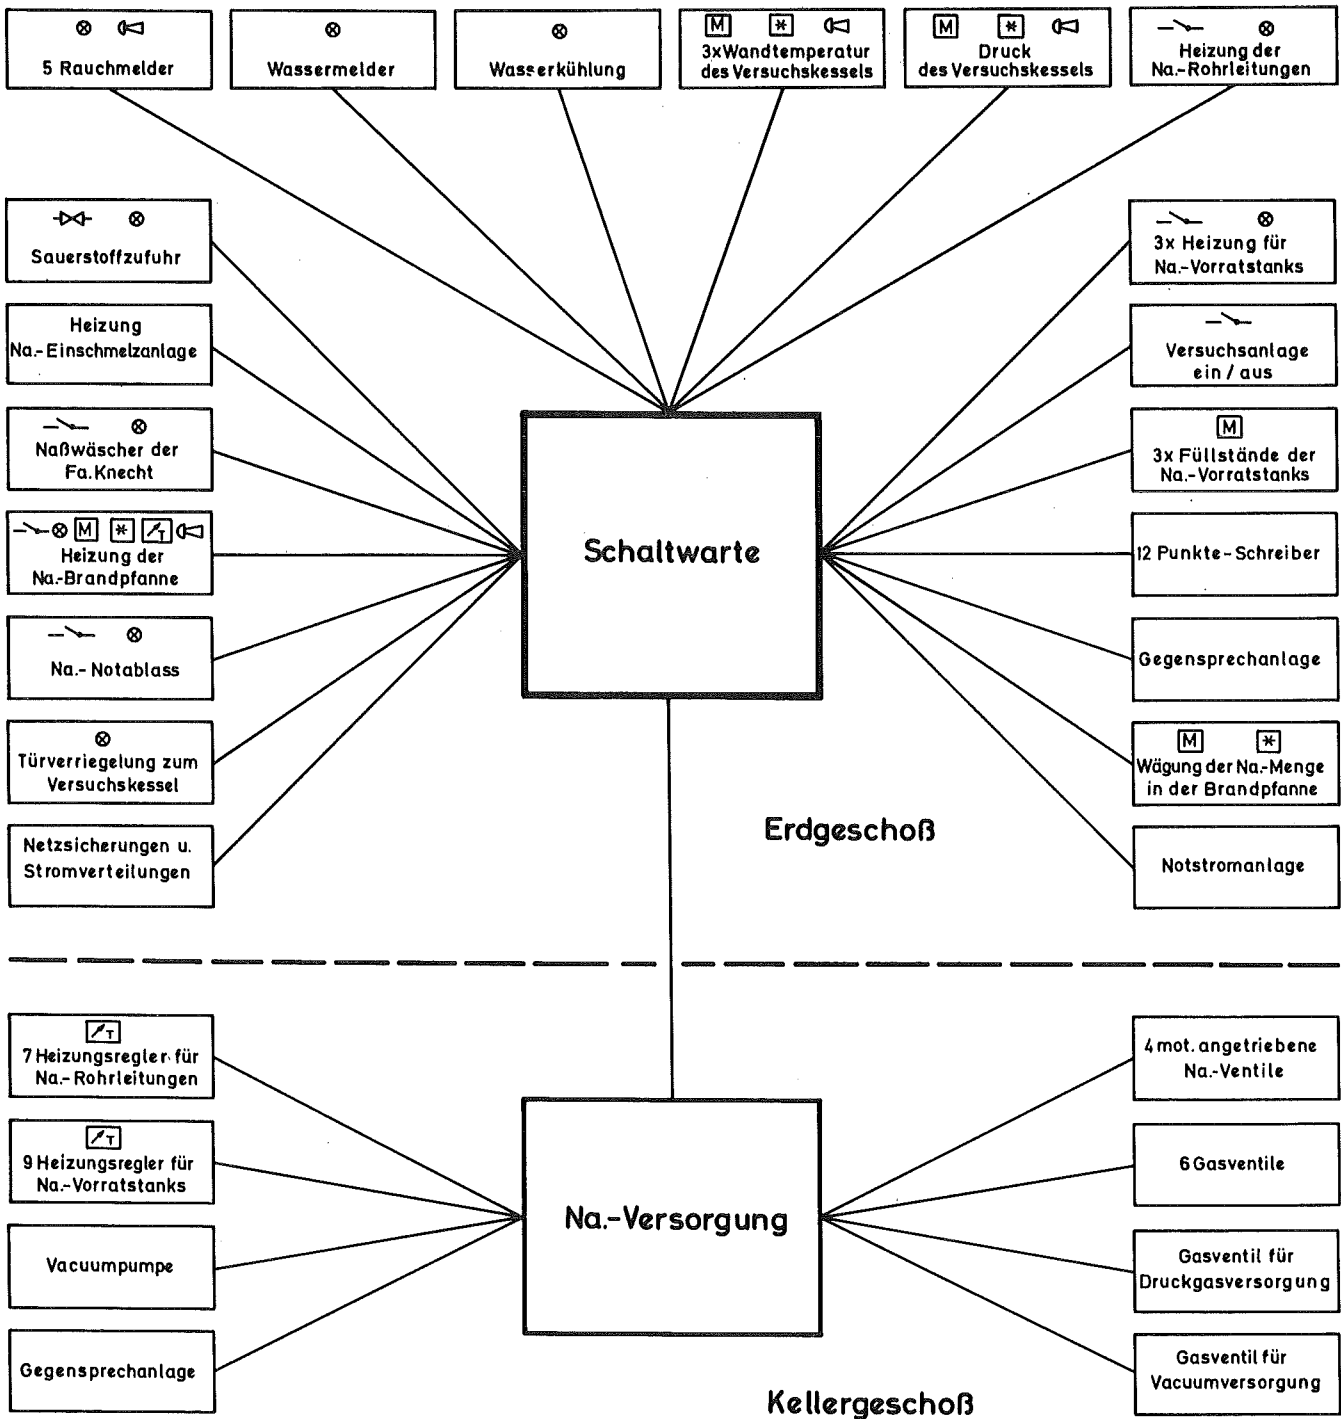 5 Rauchmelder
Wassermelder
Wasserkühlung
M *
3xWandtemperatur
des Versuchskessels
M *
Druck
des Versuchskessels
Heizung der
Na.-Rohrleitungen
Sauerstoffzufuhr
Heizung
Na.-Einschmelzanlage
Naßwäscher der
Fa.Knecht
M * T
Heizung der
Na.-Brandpfanne
Na.-Notablass
Türverriegelung zum
Versuchskessel
Netzsicherungen u.
Stromverteilungen
Schaltwarte
3x Heizung für
Na.-Vorratstanks
Versuchsanlage
ein / aus
M
3x Füllstände der
Na.-Vorratstanks
12 Punkte-Schreiber
Gegensprechanlage
M *
Wägung der Na.-Menge
in der Brandpfanne
Notstromanlage
Erdgeschoß
T
7 Heizungsregler für
Na.-Rohrleitungen
T
9 Heizungsregler für
Na.-Vorratstanks
Vacuumpumpe
Gegensprechanlage
Na.-Versorgung
4 mot. angetriebene
Na.-Ventile
6 Gasventile
Gasventil für
Druckgasversorgung
Gasventil für
Vacuumversorgung
Kellergeschoß